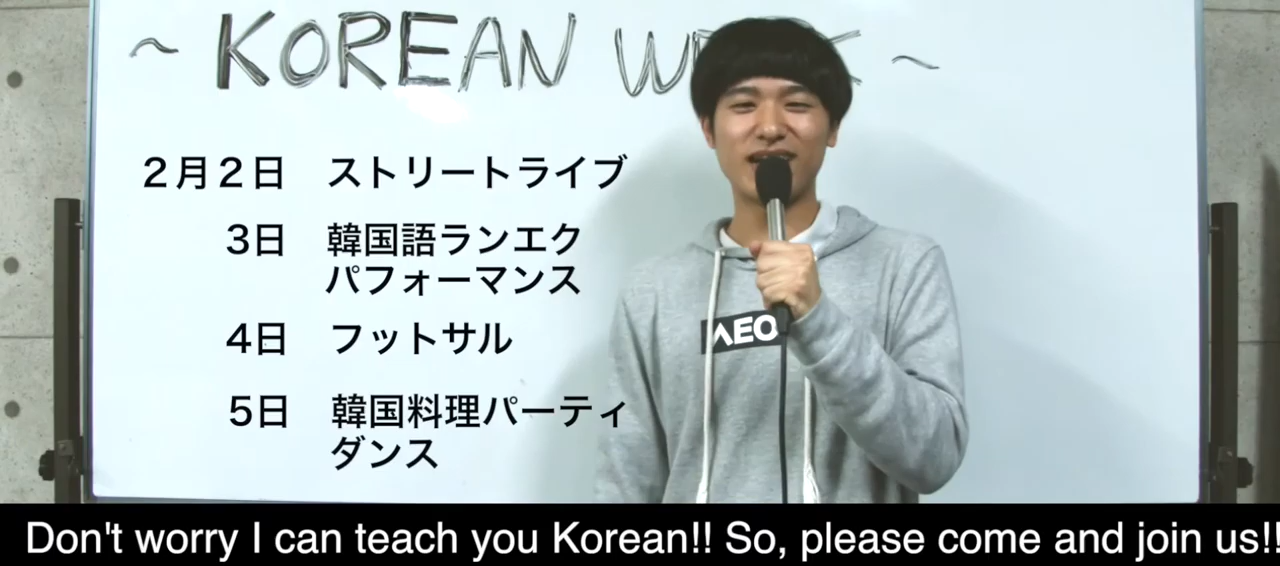 ~ KOREAN
~
２月２日 ストリートライブ
3日 韓国語ランエク
パフォーマンス
4日 フットサル
5日 韓国料理パーティ
ダンス
Don't worry I can teach you Korean!! So, please come and join us!!